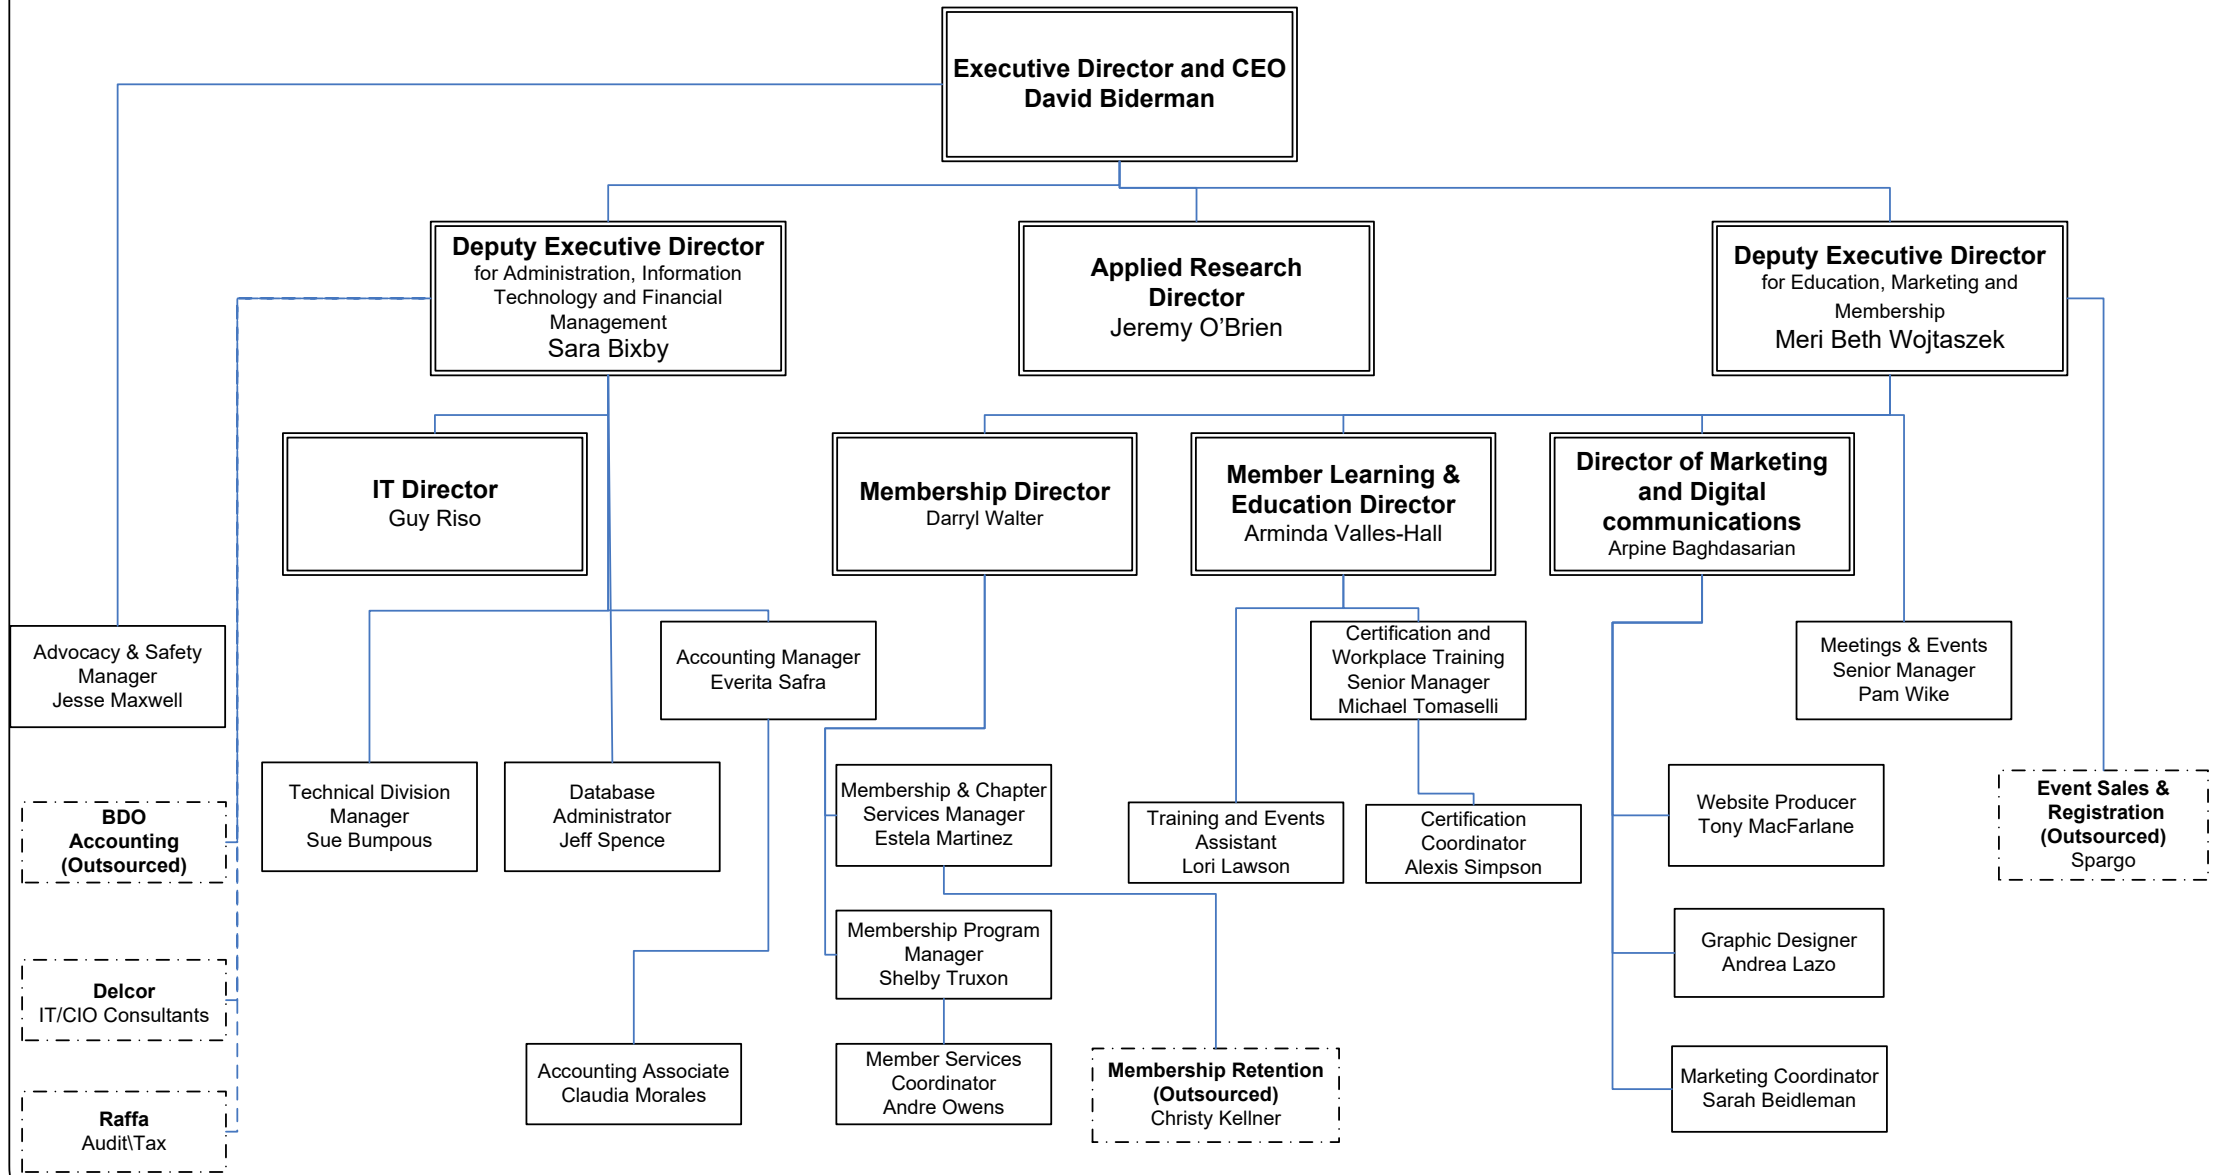 Executive Director and CEO
David Biderman
Deputy Executive Director
for Administration, Information
Technology and Financial
Management
Sara Bixby
Applied Research
Director
Jeremy O’Brien
Deputy Executive Director
for Education, Marketing and
Membership
Meri Beth Wojtaszek
IT Director
Guy Riso
Membership Director
Darryl Walter
Member Learning &
Education Director
Arminda Valles-Hall
Director of Marketing
and Digital
communications
Arpine Baghdasarian
Advocacy & Safety
Manager
Jesse Maxwell
Accounting Manager
Everita Safra
Certification and
Workplace Training
Senior Manager
Michael Tomaselli
Meetings & Events
Senior Manager
Pam Wike
BDO
Accounting
(Outsourced)
Technical Division
Manager
Sue Bumpous
Database
Administrator
Jeff Spence
Membership & Chapter
Services Manager
Estela Martinez
Training and Events
Assistant
Lori Lawson
Certification
Coordinator
Alexis Simpson
Website Producer
Tony MacFarlane
Event Sales &
Registration
(Outsourced)
Spargo
Delcor
IT/CIO Consultants
Membership Program
Manager
Shelby Truxon
Graphic Designer
Andrea Lazo
Raffa
Audit\Tax
Accounting Associate
Claudia Morales
Member Services
Coordinator
Andre Owens
Membership Retention
(Outsourced)
Christy Kellner
Marketing Coordinator
Sarah Beidleman